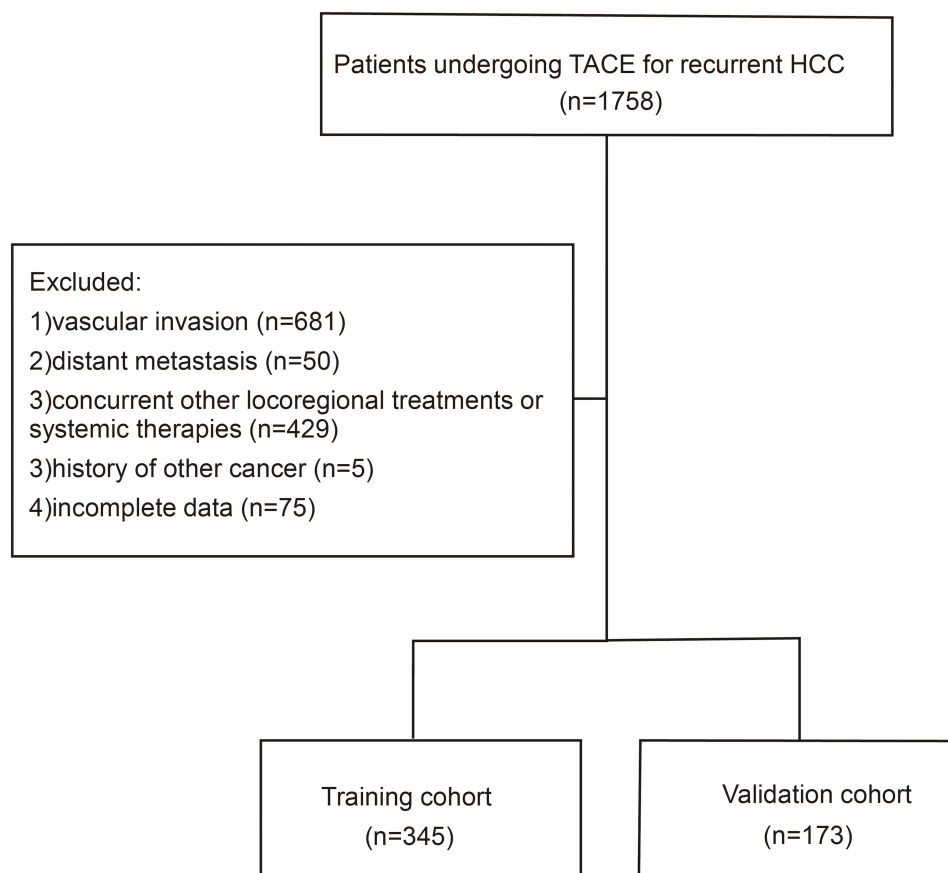 Patients undergoing TACE for recurrent HCC
(n=1758)
Excluded:
1)vascular invasion (n=681)
2)distant metastasis (n=50)
3)concurrent other locoregional treatments or
systemic therapies (n=429)
3)history of other cancer (n=5)
4)incomplete data (n=75)
Training cohort
(n=345)
Validation cohort
(n=173)